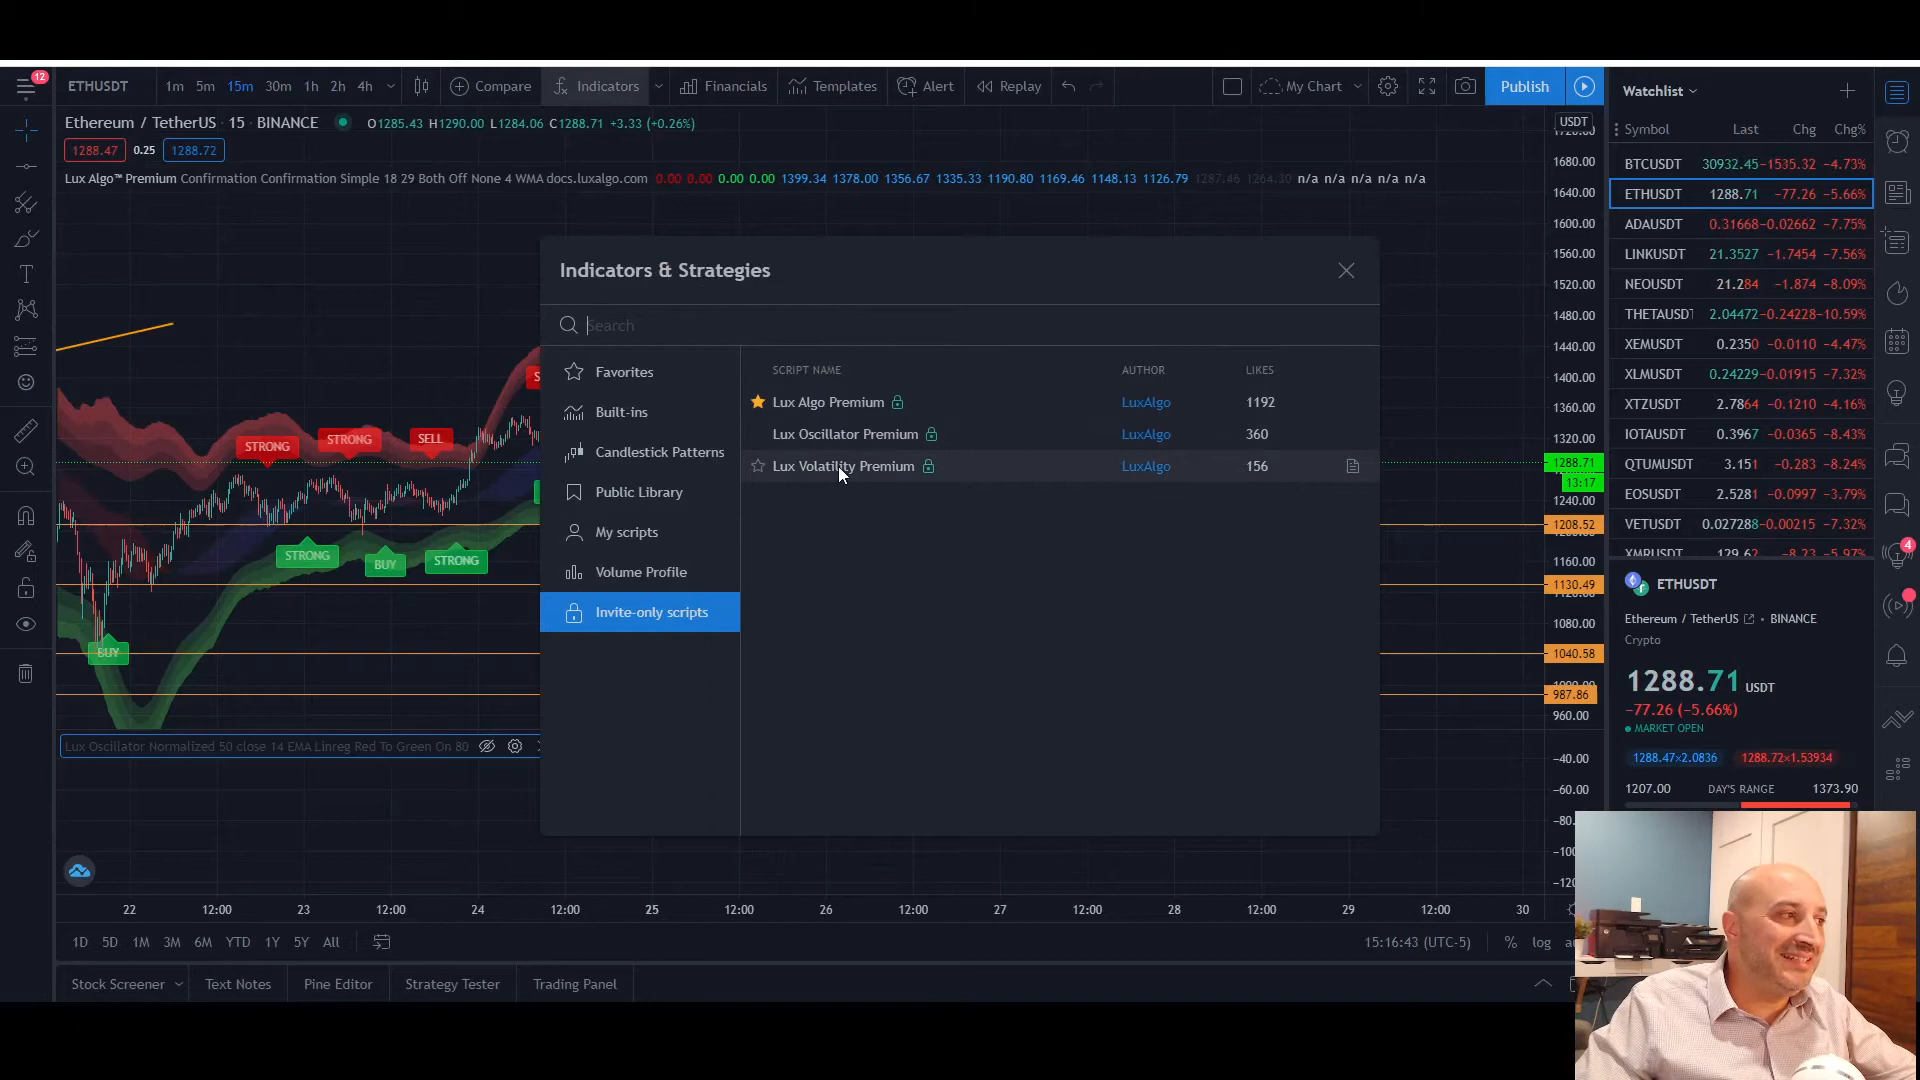 12
ETHUSDT 1m 5m 15m 30m 1h 2h 4h Compare Indicators Financials Templates Alert Replay My Chart Publish
Ethereum / TetherUS · 15 · BINANCE O1285.43 H1290.00 L1284.06 C1288.71 +3.33 (+0.26%)
1288.47 0.25 1288.72
Lux Algo™ Premium Confirmation Confirmation Simple 18 29 Both Off None 4 WMA docs.luxalgo.com 0.00 0.00 0.00 0.00 1399.34 1378.00 1356.67 1335.33 1190.80 1169.46 1148.13 1126.79 1287.46 1264.30 n/a n/a n/a n/a n/a
STRONG
STRONG
SELL
STRONG
BUY
STRONG
BUY
Lux Oscillator Normalized 50 close 14 EMA Linreg Red To Green On 80
Indicators & Strategies
Search
Favorites
Built-ins
Candlestick Patterns
Public Library
My scripts
Volume Profile
Invite-only scripts
SCRIPT NAME AUTHOR LIKES
Lux Algo Premium LuxAlgo 1192
Lux Oscillator Premium LuxAlgo 360
Lux Volatility Premium LuxAlgo 156
USDT
1680.00
1640.00
1600.00
1560.00
1520.00
1480.00
1440.00
1400.00
1360.00
1320.00
1288.71
13:17
1240.00
1208.52
1160.00
1130.49
1080.00
1040.58
987.86
960.00
-40.00
-60.00
22 12:00 23 12:00 24 12:00 25 12:00 26 12:00 27 12:00 28 12:00 29 12:00 30
1D 5D 1M 3M 6M YTD 1Y 5Y All 15:16:43 (UTC-5) % log
Stock Screener Text Notes Pine Editor Strategy Tester Trading Panel
Watchlist
Symbol Last Chg Chg%
BTCUSDT 30932.45 -1535.32 -4.73%
ETHUSDT 1288.71 -77.26 -5.66%
ADAUSDT 0.31668 -0.02662 -7.75%
LINKUSDT 21.3527 -1.7454 -7.56%
NEOUSDT 21.284 -1.874 -8.09%
THETAUSDT 2.04472 -0.24228 -10.59%
XEMUSDT 0.2350 -0.0110 -4.47%
XLMUSDT 0.24229 -0.01915 -7.32%
XTZUSDT 2.7864 -0.1210 -4.16%
IOTAUSDT 0.3967 -0.0365 -8.43%
QTUMUSDT 3.151 -0.283 -8.24%
EOSUSDT 2.5281 -0.0997 -3.79%
VETUSDT 0.027288 -0.00215 -7.32%
XMRUSDT 129.62 -8.23 -5.97%
ETHUSDT
Ethereum / TetherUS • BINANCE
Crypto
1288.71 USDT
-77.26 (-5.66%)
MARKET OPEN
1288.47×2.0836 1288.72×1.53934
1207.00 DAY'S RANGE 1373.90
4